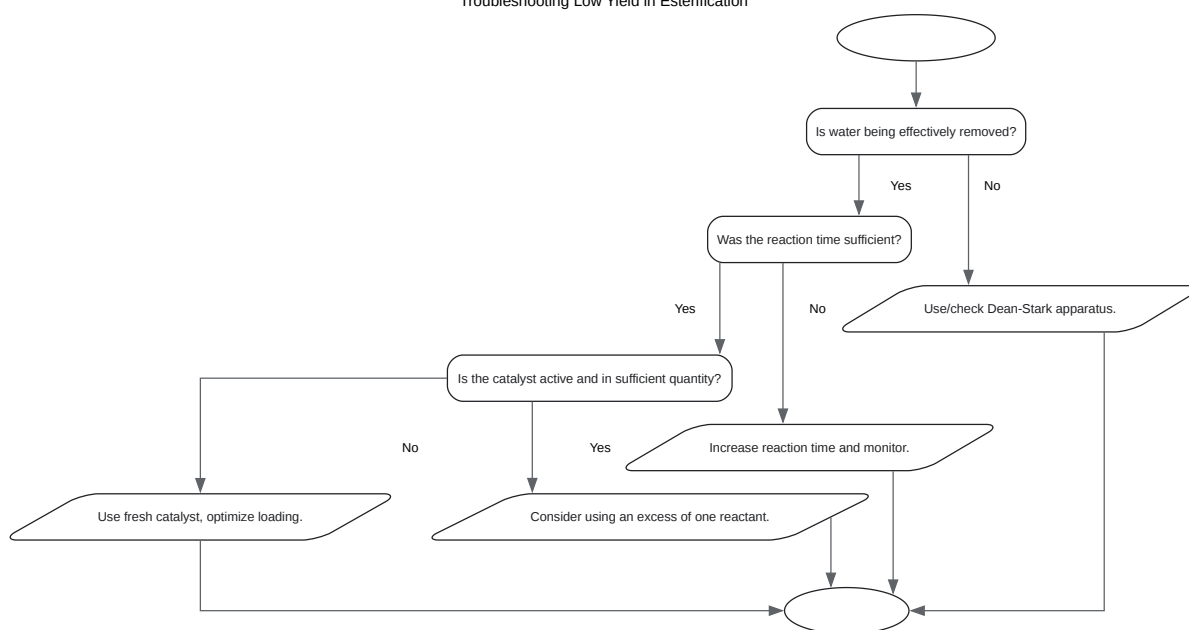 Troubleshooting Low Yield in Esterification
Is water being effectively removed?
Yes
No
Was the reaction time sufficient?
Yes
No
Use/check Dean-Stark apparatus.
Is the catalyst active and in sufficient quantity?
No
Yes
Increase reaction time and monitor.
Use fresh catalyst, optimize loading.
Consider using an excess of one reactant.